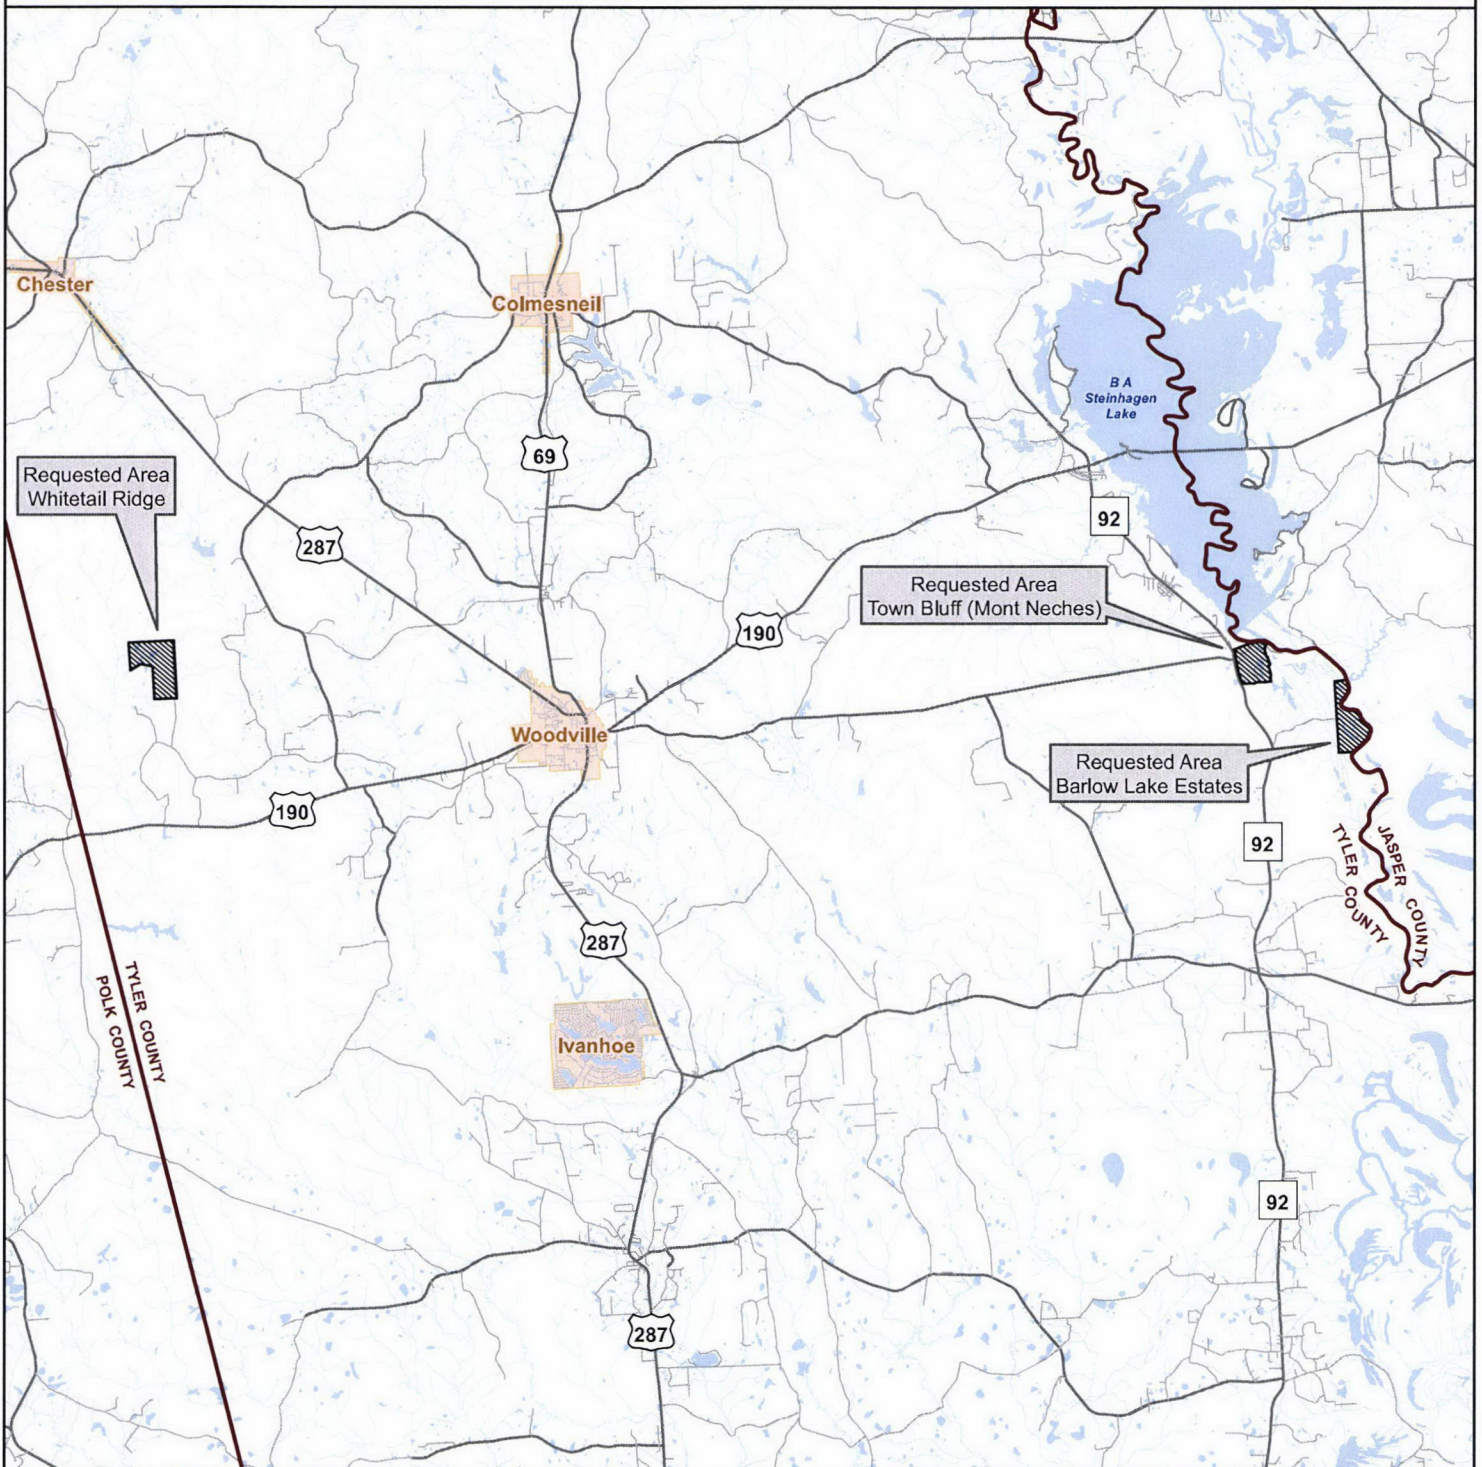 Chester
Colmesneil
B A
Steinhagen
Lake
69
Requested Area
Whitetail Ridge
92
287
Requested Area
Town Bluff (Mont Neches)
190
Woodville
Requested Area
Barlow Lake Estates
190
92
JASPER COUNTY
TYLER COUNTY
287
TYLER COUNTY
POLK COUNTY
Ivanhoe
92
287